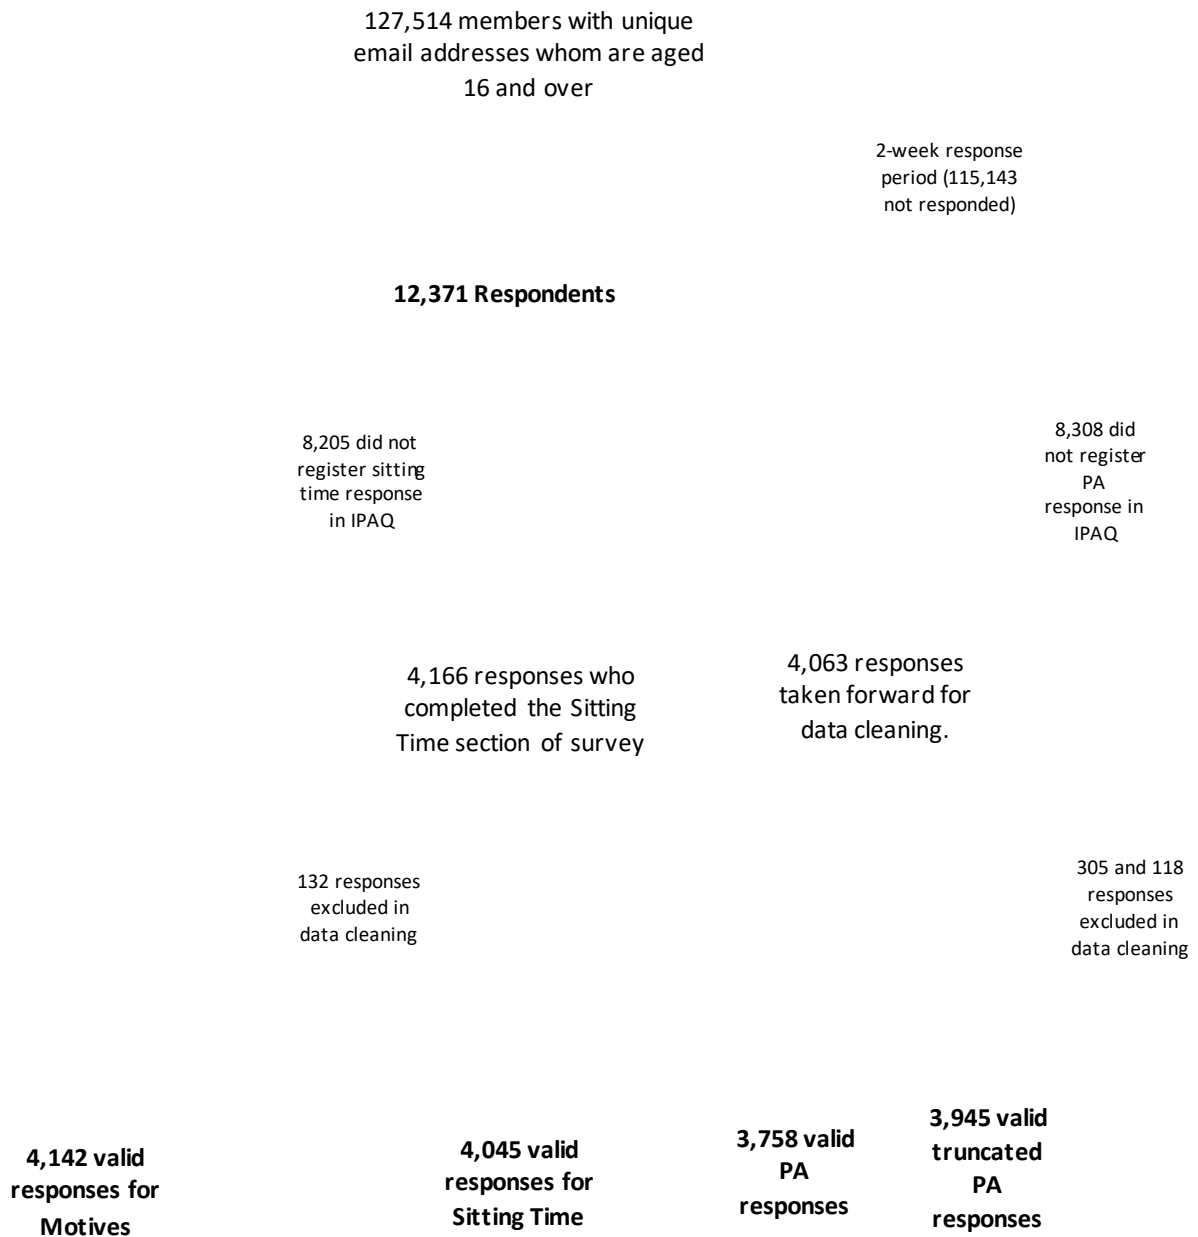 127,514 members with unique
email addresses whom are aged
16 and over
2-week response
period (115,143
not responded)
12,371 Respondents
8,205 did not
register sitting
time response
in IPAQ
8,308 did
not register
PA
response in
IPAQ
4,166 responses who
completed the Sitting
Time section of survey
4,063 responses
taken forward for
data cleaning.
132 responses
excluded in
data cleaning
305 and 118
responses
excluded in
data cleaning
4,142 valid
responses for
Motives
4,045 valid
responses for
Sitting Time
3,758 valid
PA
responses
3,945 valid
truncated
PA
responses